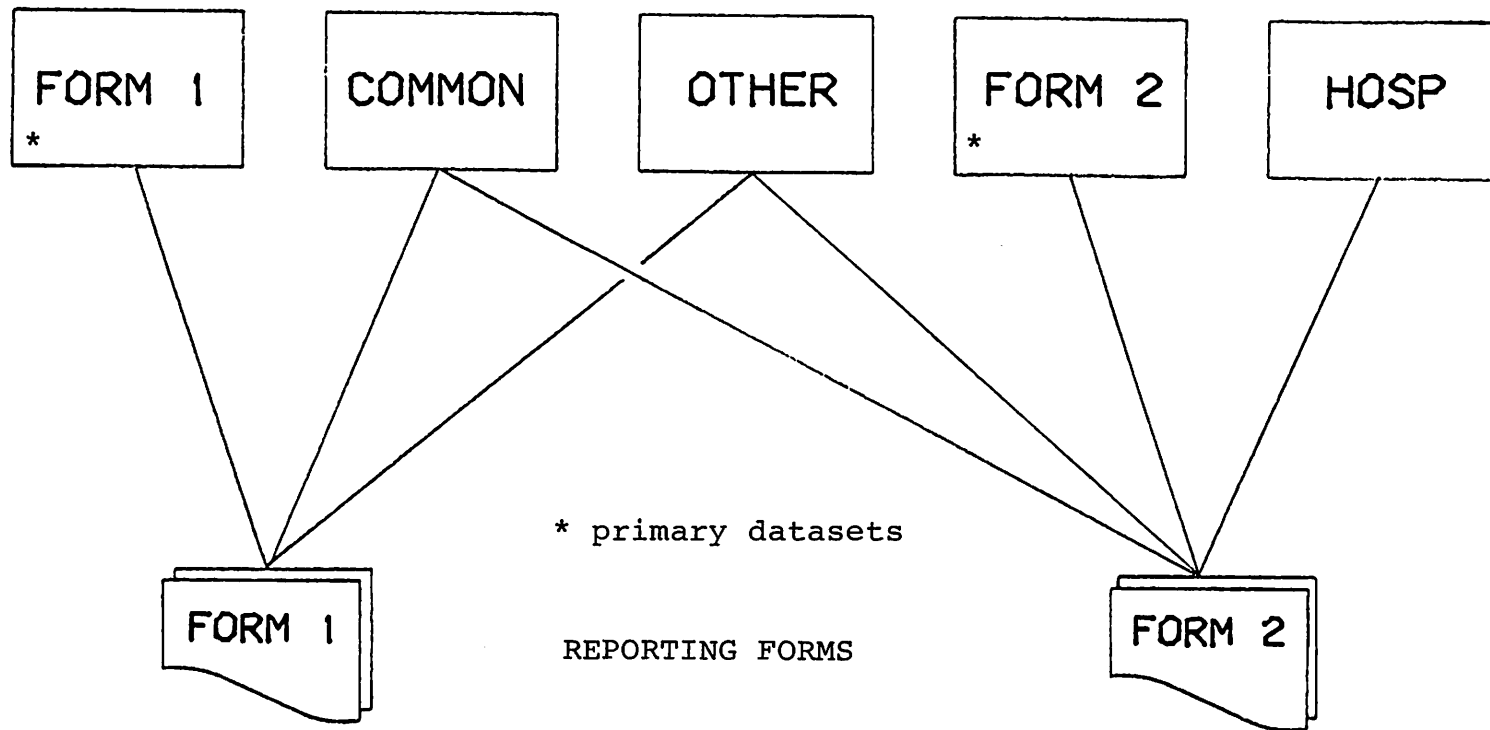 FORM 1
*
COMMON
OTHER
FORM 2
*
HOSP
* primary datasets
FORM 1
REPORTING FORMS
FORM 2